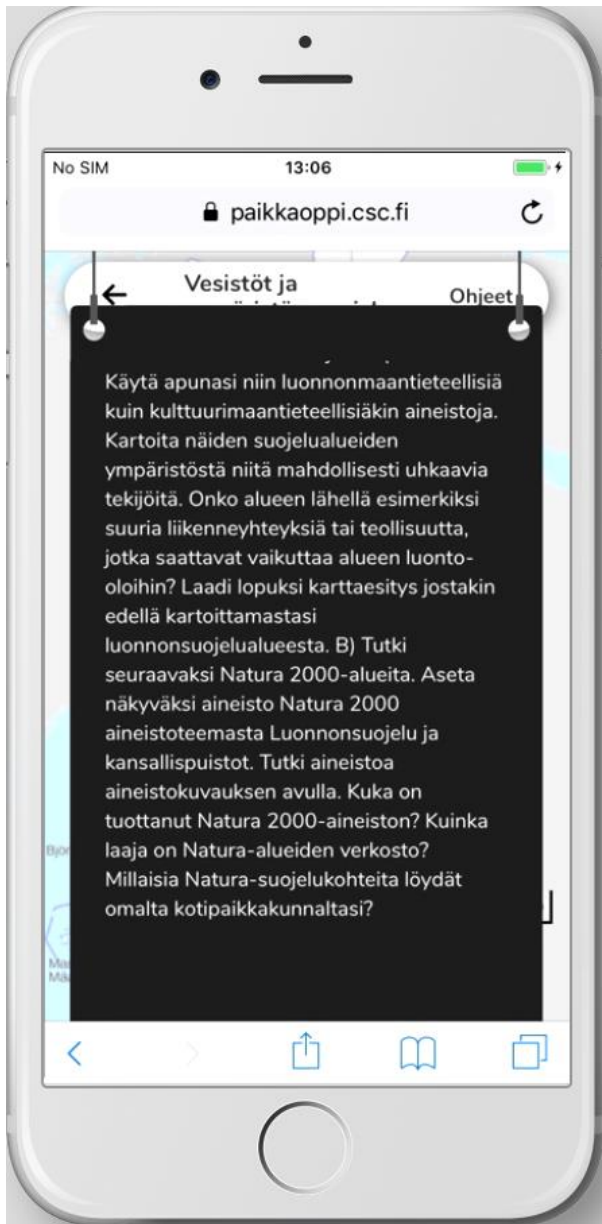 No SIM
13:06
paikkaoppi.csc.fi
Vesistöt ja
Ohjeet
Käytä apunasi niin luonnonmaantieteellisiä
kuin kulttuurimaantieteellisiäkin aineistoja.
Kartoita näiden suojelualueiden
ympäristöstä niitä mahdollisesti uhkaavia
tekijöitä. Onko alueen lähellä esimerkiksi
suuria liikenneyhteyksiä tai teollisuutta,
jotka saattavat vaikuttaa alueen luonto-
oloihin? Laadi lopuksi karttaesitys jostakin
edellä kartoittamastasi
luonnonsuojelualueesta. B) Tutki
seuraavaksi Natura 2000-alueita. Aseta
näkyväksi aineisto Natura 2000
aineistoteemasta Luonnonsuojelu ja
kansallispuistot. Tutki aineistoa
aineistokuvauksen avulla. Kuka on
tuottanut Natura 2000-aineiston? Kuinka
laaja on Natura-alueiden verkosto?
Millaisia Natura-suojelukohteita löydät
omalta kotipaikkakunnaltasi?